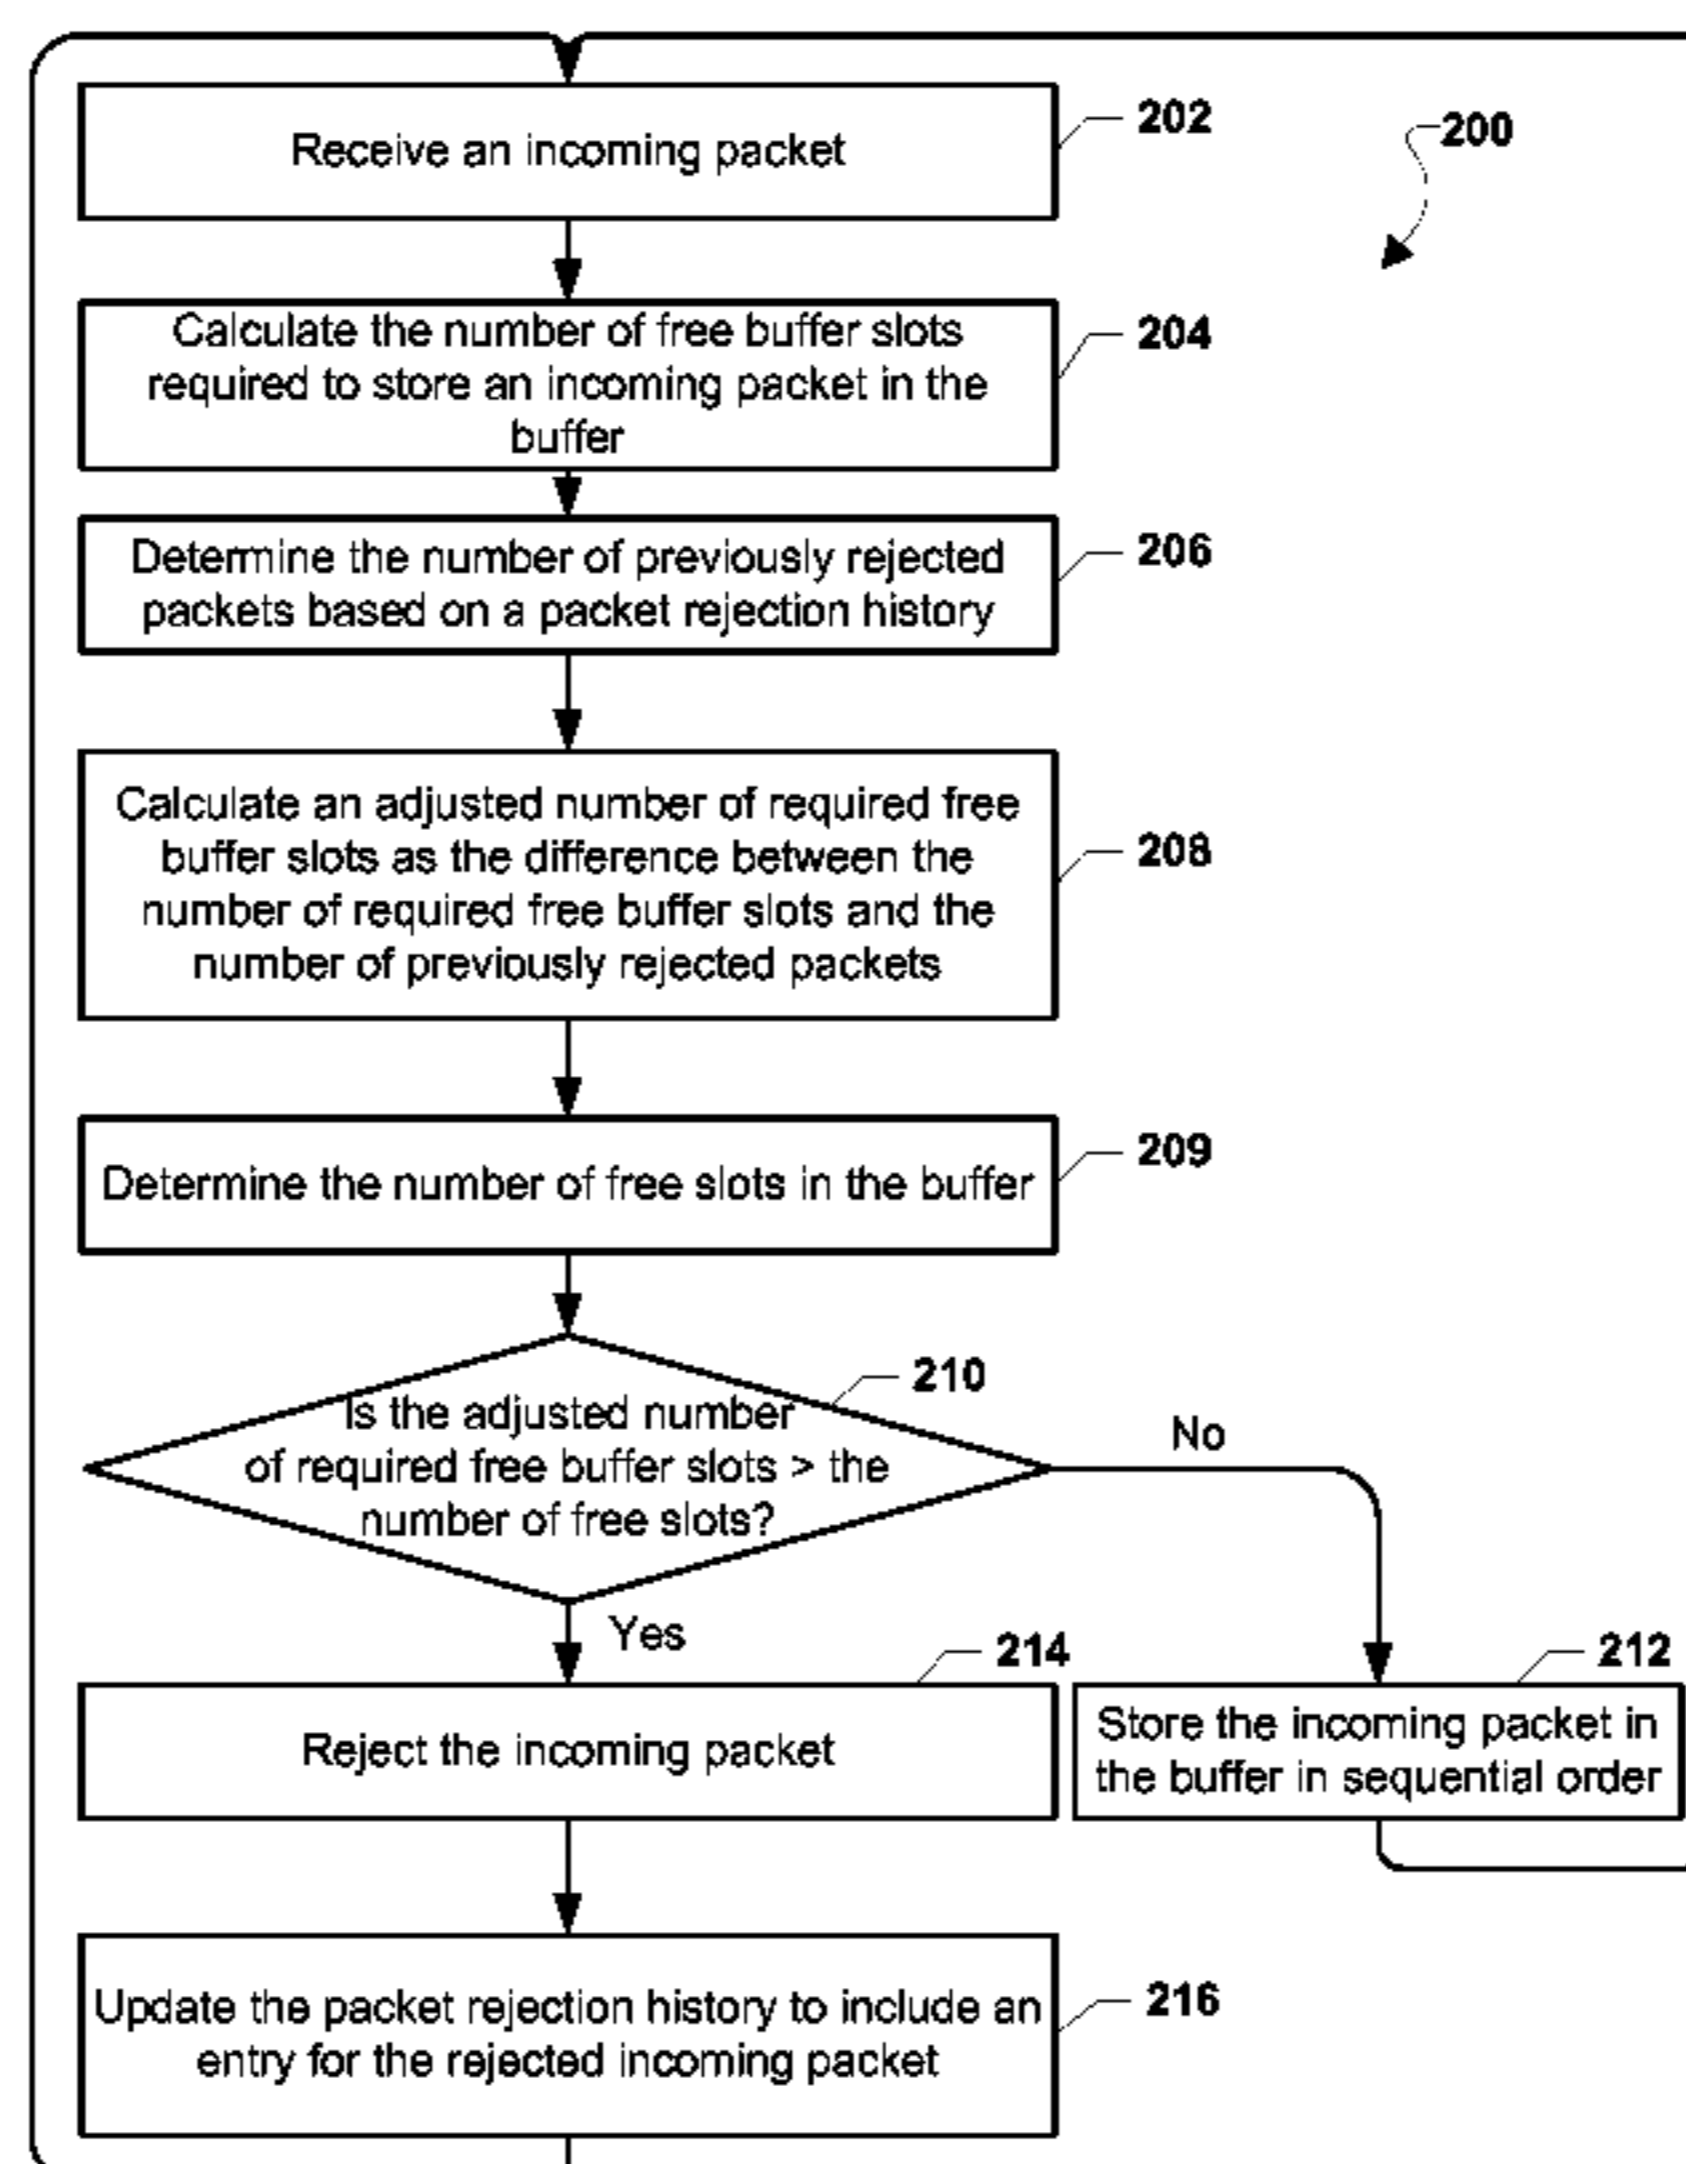 Receive an incoming packet
202
200
Calculate the number of free buffer slots
required to store an incoming packet in the
buffer
204
Determine the number of previously rejected
packets based on a packet rejection history
206
Calculate an adjusted number of required free
buffer slots as the difference between the
number of required free buffer slots and the
number of previously rejected packets
208
Determine the number of free slots in the buffer
209
210
Is the adjusted number
of required free buffer slots > the
number of free slots?
No
Yes
214
Reject the incoming packet
212
Store the incoming packet in
the buffer in sequential order
Update the packet rejection history to include an
entry for the rejected incoming packet
216